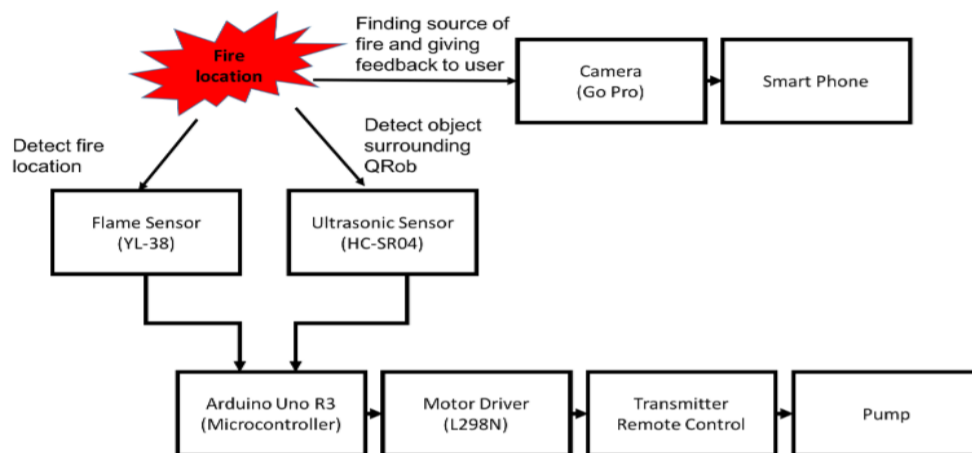 Fire
location
Finding source of
fire and giving
feedback to user
Camera
(Go Pro)
Smart Phone
Detect fire
location
Detect object
surrounding
QRob
Flame Sensor
(YL-38)
Ultrasonic Sensor
(HC-SR04)
Arduino Uno R3
(Microcontroller)
Motor Driver
(L298N)
Transmitter
Remote Control
Pump